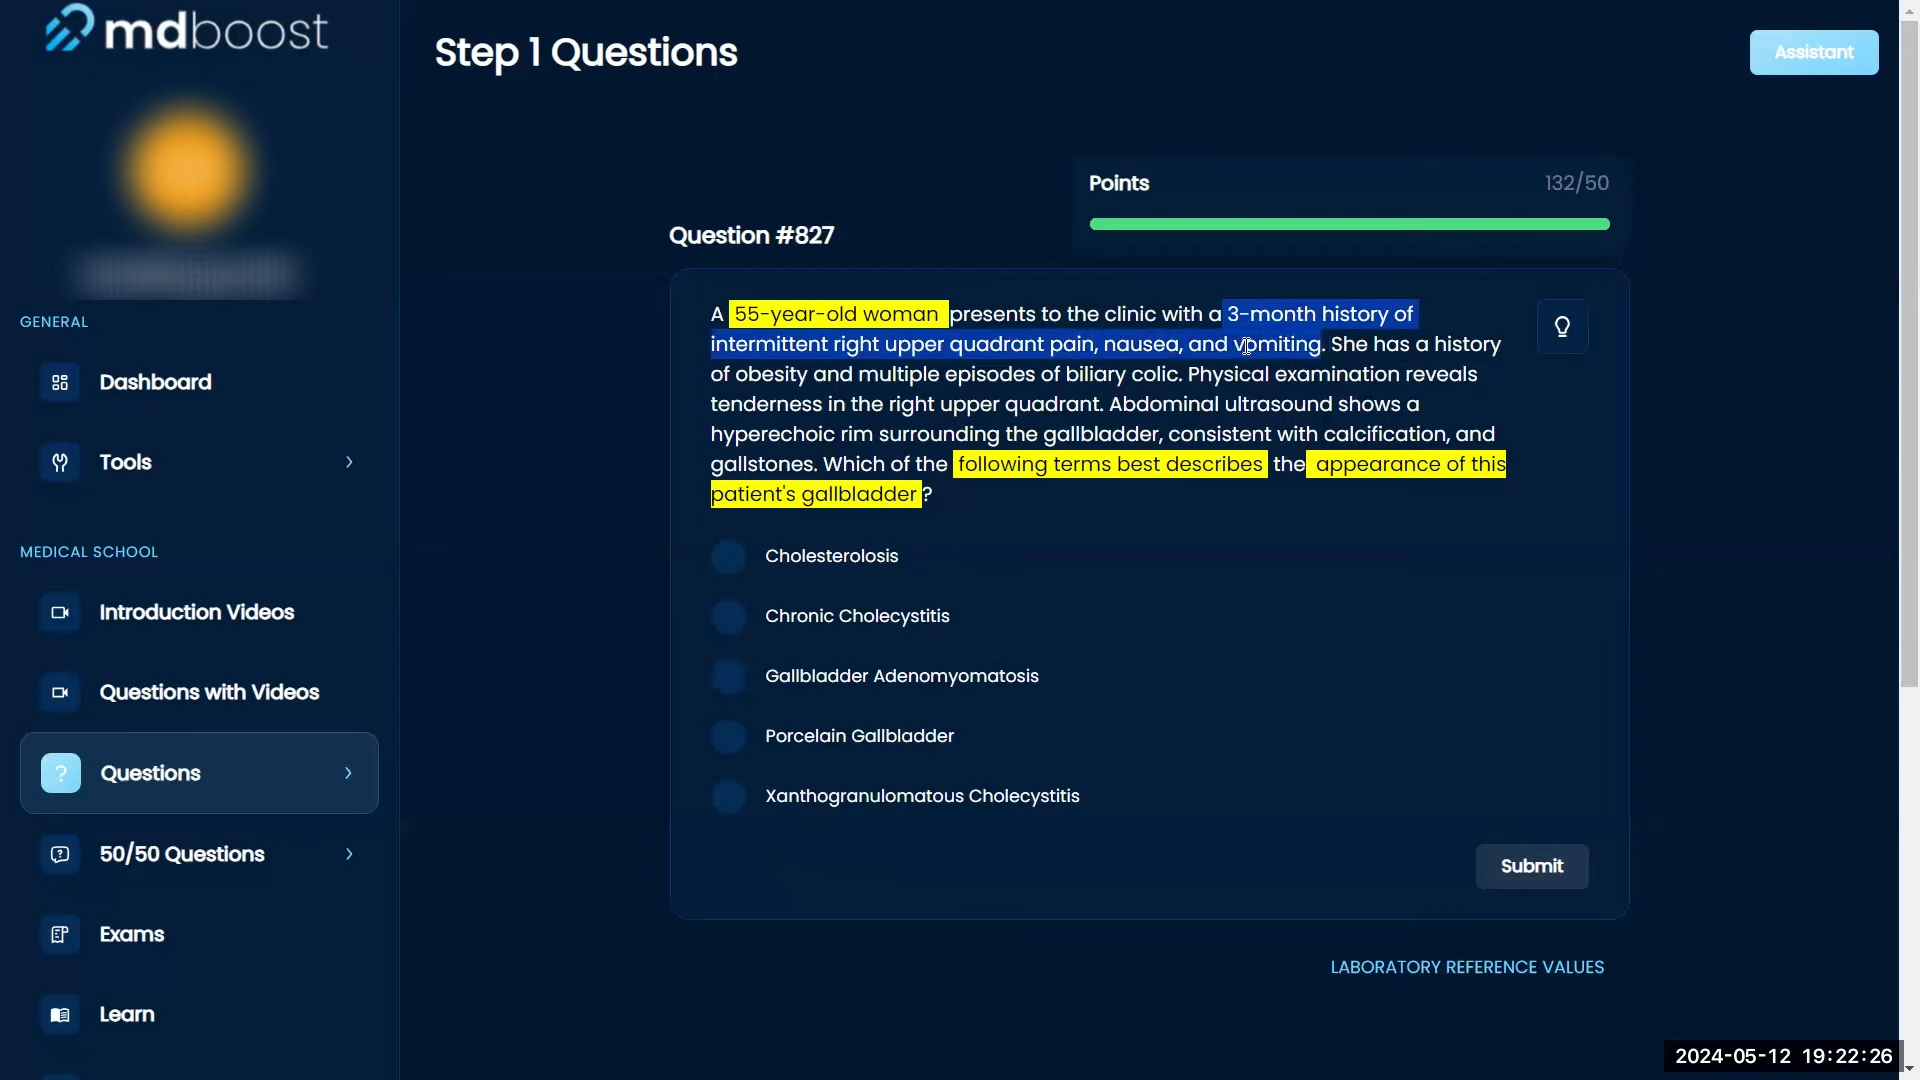 mdboost
Step 1 Questions
Assistant
GENERAL
Dashboard
Tools
MEDICAL SCHOOL
Introduction Videos
Questions with Videos
? Questions
50/50 Questions
Exams
Learn
Points 132/50
Question #827
A 55-year-old woman presents to the clinic with a 3-month history of
intermittent right upper quadrant pain, nausea, and vomiting. She has a history
of obesity and multiple episodes of biliary colic. Physical examination reveals
tenderness in the right upper quadrant. Abdominal ultrasound shows a
hyperechoic rim surrounding the gallbladder, consistent with calcification, and
gallstones. Which of the following terms best describes the appearance of this
patient's gallbladder ?
Cholesterolosis
Chronic Cholecystitis
Gallbladder Adenomyomatosis
Porcelain Gallbladder
Xanthogranulomatous Cholecystitis
Submit
LABORATORY REFERENCE VALUES
2024-05-12 19:22:26